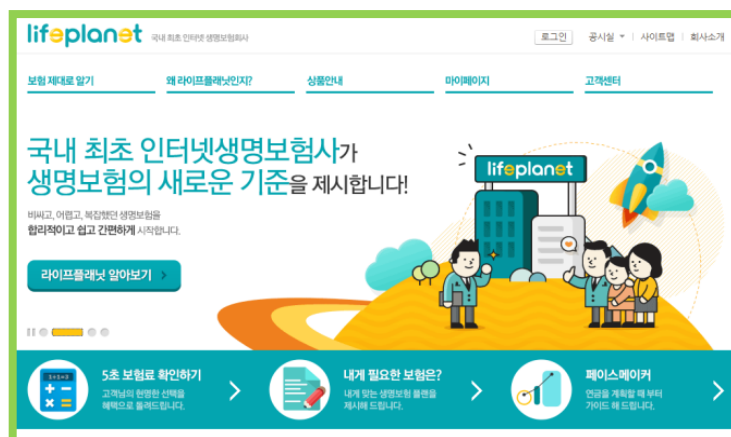 lifeplanet 국내 최초 인터넷 생명보험회사
로그인 공시실 사이트맵 회사소개
보험 제대로 알기 왜 라이프플래닛인지? 상품안내 마이페이지 고객센터
국내 최초 인터넷생명보험사가
생명보험의 새로운 기준을 제시합니다!
비싸고, 어렵고, 복잡했던 생명보험을
합리적이고 쉽고 간편하게 시작합니다.
라이프플래닛 알아보기
lifeplanet
5초 보험료 확인하기
고객님의 현명한 선택을
혜택으로 돌려드립니다.
내게 필요한 보험은?
내게 맞는 생명보험 플랜을
제시해 드립니다.
페이스메이커
연금을 계획할 때 부터
가이드 해 드립니다.